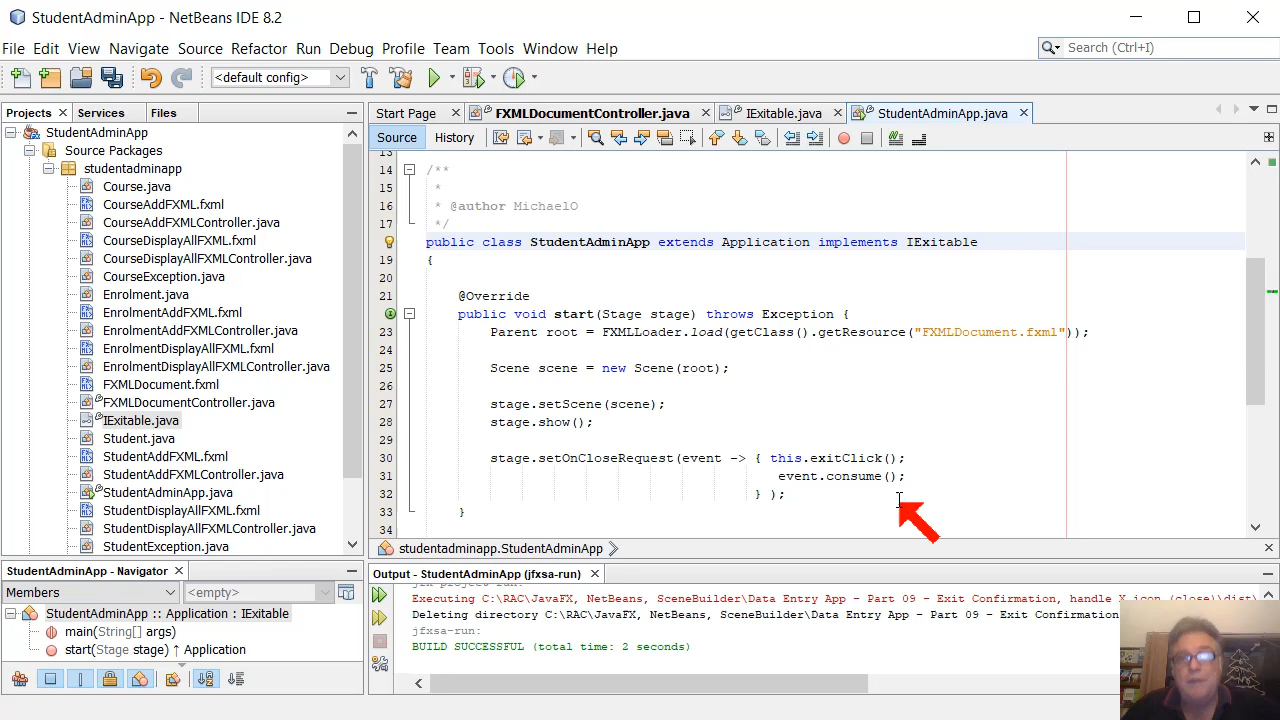 StudentAdminApp - NetBeans IDE 8.2
File Edit View Navigate Source Refactor Run Debug Profile Team Tools Window Help
Search (Ctrl+I)
<default config>
Projects Services Files
StudentAdminApp
Source Packages
studentadminapp
Course.java
CourseAddFXML.fxml
CourseAddFXMLController.java
CourseDisplayAllFXML.fxml
CourseDisplayAllFXMLController.java
CourseException.java
Enrolment.java
EnrolmentAddFXML.fxml
EnrolmentAddFXMLController.java
EnrolmentDisplayAllFXML.fxml
EnrolmentDisplayAllFXMLController.java
FXMLDocument.fxml
FXMLDocumentController.java
IExitable.java
Student.java
StudentAddFXML.fxml
StudentAddFXMLController.java
StudentAdminApp.java
StudentDisplayAllFXML.fxml
StudentDisplayAllFXMLController.java
StudentException.java
StudentAdminApp - Navigator
Members <empty>
StudentAdminApp :: Application : IExitable
main(String[] args)
start(Stage stage) ↑ Application
Start Page FXMLDocumentController.java IExitable.java StudentAdminApp.java
Source History
13
14 /**
15 *
16 * @author MichaelO
17 */
public class StudentAdminApp extends Application implements IExitable
19 {
20
21 @Override
public void start(Stage stage) throws Exception {
23 Parent root = FXMLLoader.load(getClass().getResource("FXMLDocument.fxml"));
24
25 Scene scene = new Scene(root);
26
27 stage.setScene(scene);
28 stage.show();
29
30 stage.setOnCloseRequest(event -> { this.exitClick();
31 event.consume();
32 } );
33 }
34
studentadminapp.StudentAdminApp
Output - StudentAdminApp (jfxsa-run)
Executing C:\RAC\JavaFX, NetBeans, SceneBuilder\Data Entry App - Part 09 - Exit Confirmation, handle X icon (close)\dist\
Deleting directory C:\RAC\JavaFX, NetBeans, SceneBuilder\Data Entry App - Part 09 - Exit Confirmation
jfxsa-run:
BUILD SUCCESSFUL (total time: 2 seconds)